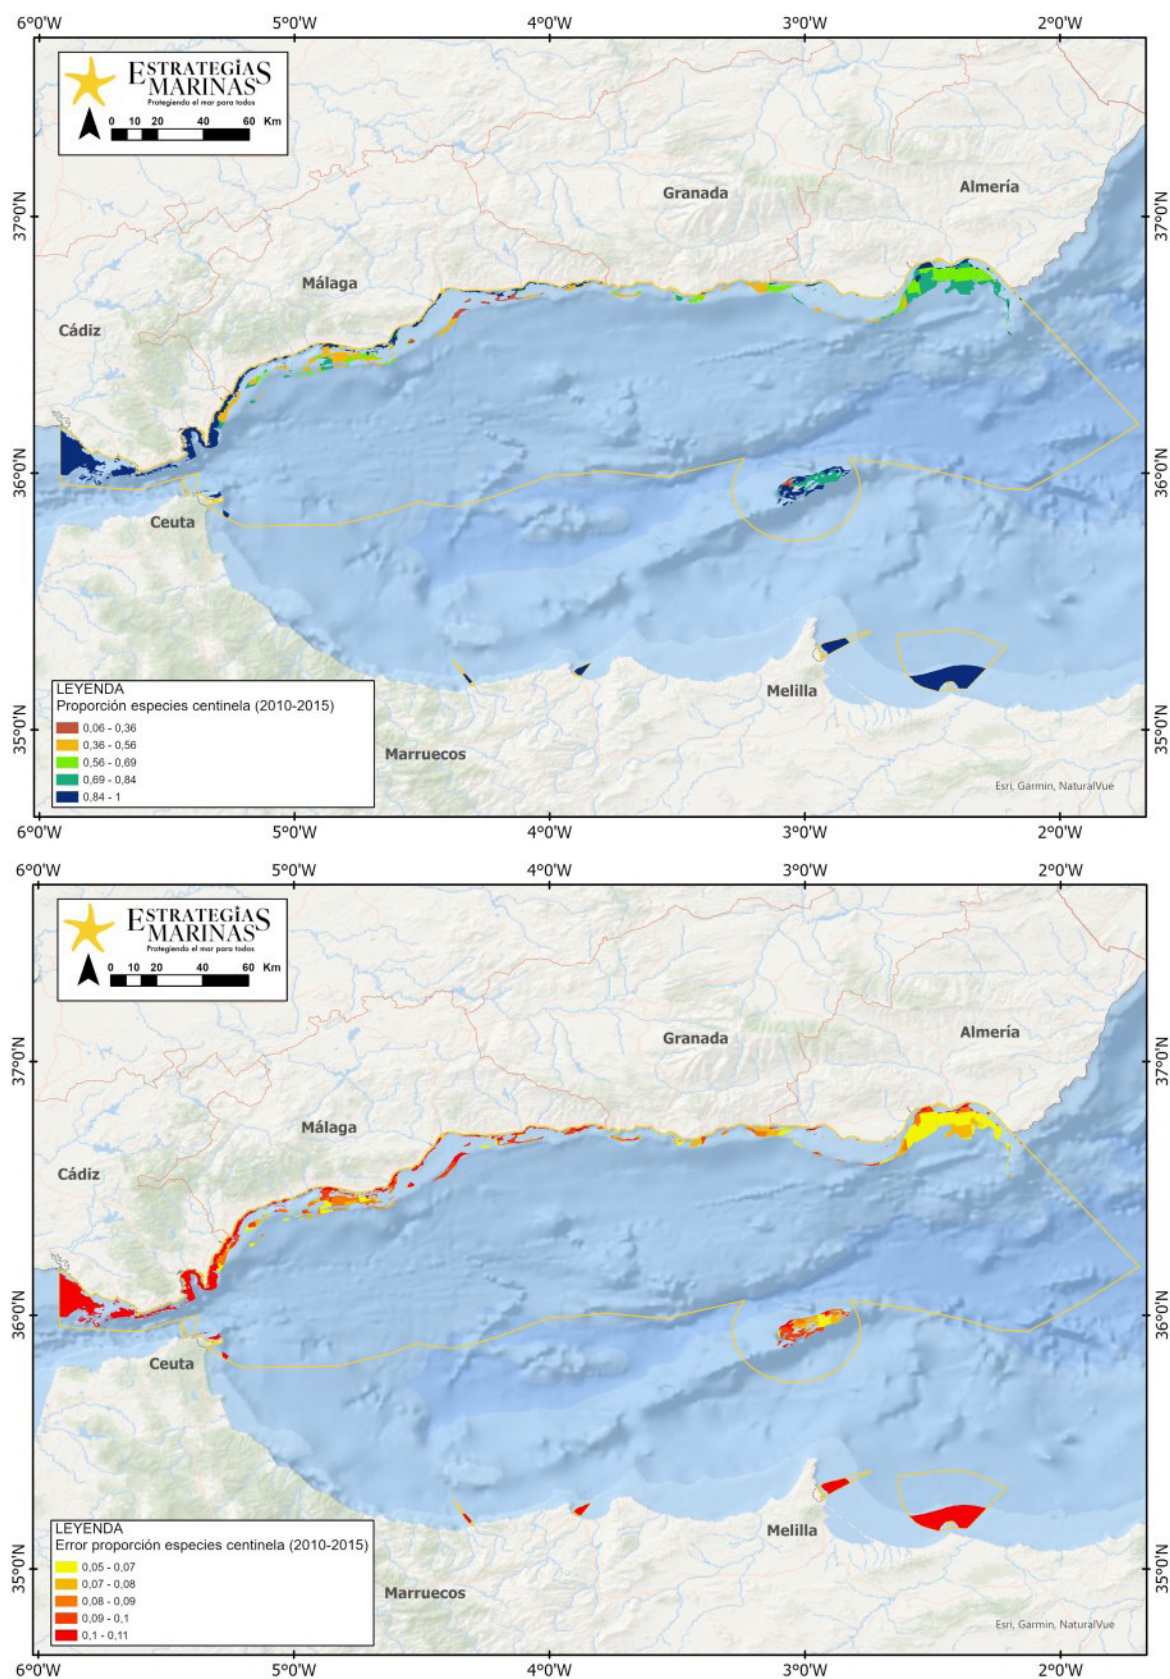 6°0'W 5°0'W 4°0'W 3°0'W 2°0'W
ESTRATEGIAS
MARINAS
Protegiendo el mar para todos
0 10 20 40 60 Km
Granada
Almería
37°0'N 37°0'N
Málaga
Cádiz
36°0'N 36°0'N
Ceuta
LEYENDA
Proporción especies centinela (2010-2015)
0,06 - 0,36
0,36 - 0,56
0,56 - 0,69
0,69 - 0,84
0,84 - 1
Melilla
35°0'N 35°0'N
Marruecos
Esri, Garmin, NaturalVue
6°0'W 5°0'W 4°0'W 3°0'W 2°0'W
6°0'W 5°0'W 4°0'W 3°0'W 2°0'W
ESTRATEGIAS
MARINAS
Protegiendo el mar para todos
0 10 20 40 60 Km
Granada
Almería
37°0'N 37°0'N
Málaga
Cádiz
36°0'N 36°0'N
Ceuta
LEYENDA
Error proporción especies centinela (2010-2015)
0,05 - 0,07
0,07 - 0,08
0,08 - 0,09
0,09 - 0,1
0,1 - 0,11
Melilla
35°0'N 35°0'N
Marruecos
Esri, Garmin, NaturalVue
6°0'W 5°0'W 4°0'W 3°0'W 2°0'W